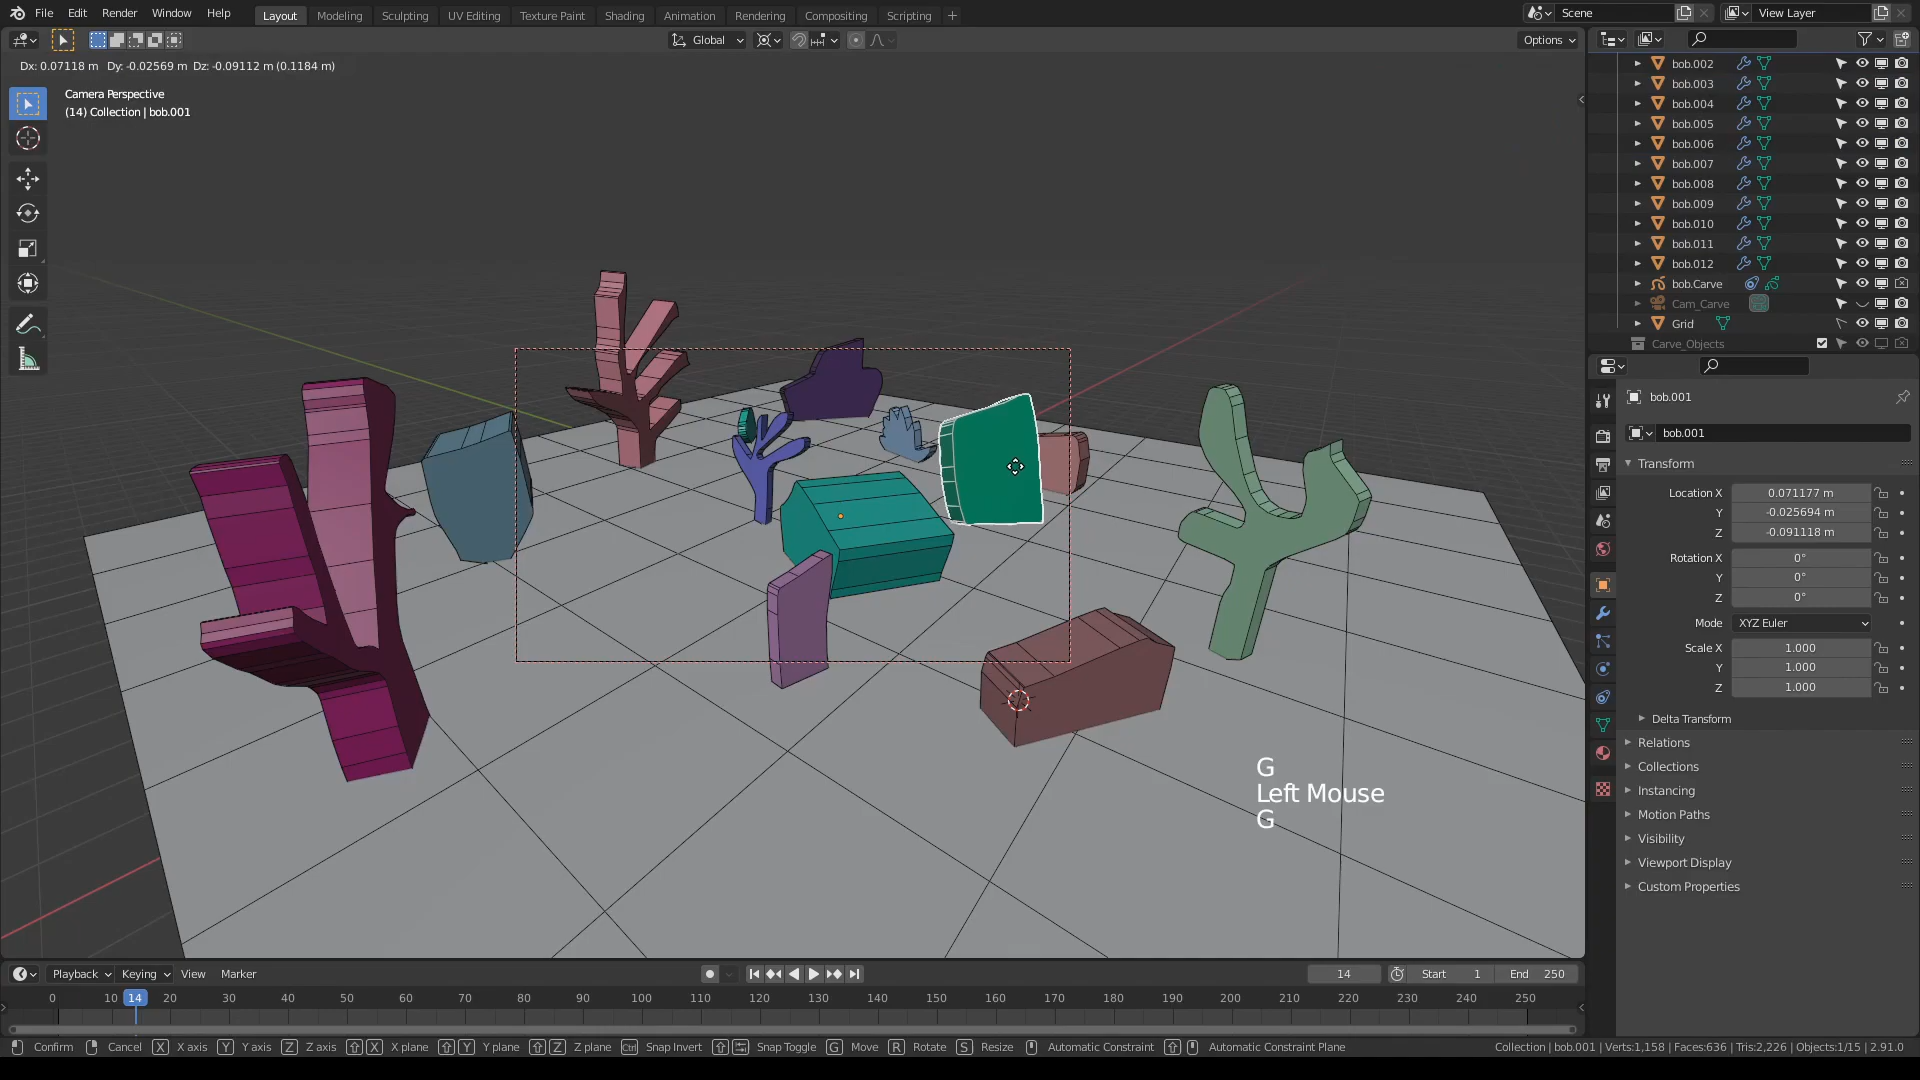 File Edit Render Window Help Layout Modeling Sculpting UV Editing Texture Paint Shading Animation Rendering Compositing Scripting + Scene View Layer
Global Options
Dx: 0.07118 m Dy: -0.02569 m Dz: -0.09112 m (0.1184 m)
Camera Perspective
(14) Collection | bob.001
bob.002
bob.003
bob.004
bob.005
bob.006
bob.007
bob.008
bob.009
bob.010
bob.011
bob.012
bob.Carve
Cam_Carve
Grid
Carve_Objects
bob.001
bob.001
Transform
Location X 0.071177 m
Y -0.025694 m
Z -0.091118 m
Rotation X 0°
Y 0°
Z 0°
Mode XYZ Euler
Scale X 1.000
Y 1.000
Z 1.000
Delta Transform
Relations
Collections
Instancing
Motion Paths
Visibility
Viewport Display
Custom Properties
G
Left Mouse
G
Playback Keying View Marker 14 Start 1 End 250
0 10 14 20 30 40 50 60 70 80 90 100 110 120 130 140 150 160 170 180 190 200 210 220 230 240 250
Confirm Cancel X X axis Y Y axis Z Z axis X X plane Y Y plane Z Z plane Ctrl Snap Invert Snap Toggle G Move R Rotate S Resize Automatic Constraint Automatic Constraint Plane Collection | bob.001 | Verts:1,158 | Faces:636 | Tris:2,226 | Objects:1/15 | 2.91.0